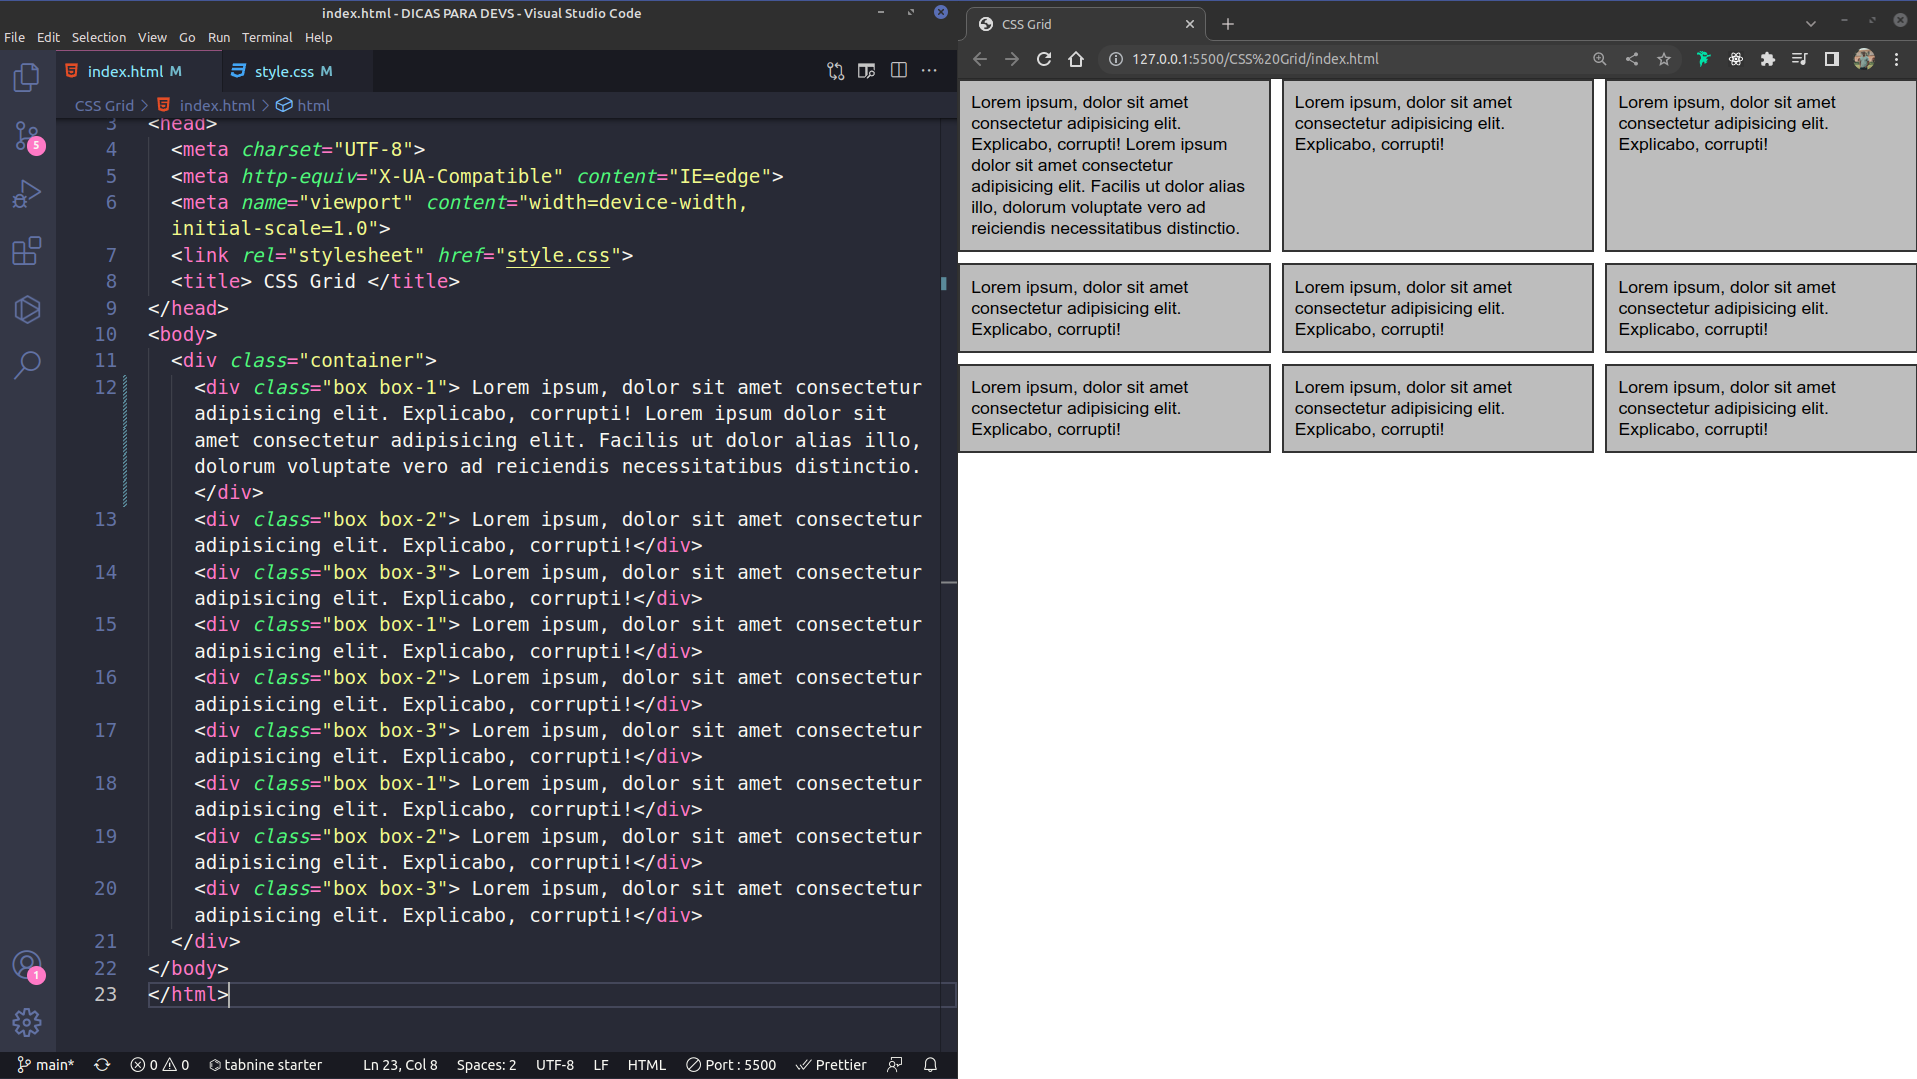 index.html - DICAS PARA DEVS - Visual Studio Code
File Edit Selection View Go Run Terminal Help
index.html M
style.css M
CSS Grid > index.html > html
3 <head>
4 <meta charset="UTF-8">
5 <meta http-equiv="X-UA-Compatible" content="IE=edge">
6 <meta name="viewport" content="width=device-width,
initial-scale=1.0">
7 <link rel="stylesheet" href="style.css">
8 <title> CSS Grid </title>
9 </head>
10 <body>
11 <div class="container">
12 <div class="box box-1"> Lorem ipsum, dolor sit amet consectetur
adipisicing elit. Explicabo, corrupti! Lorem ipsum dolor sit
amet consectetur adipisicing elit. Facilis ut dolor alias illo,
dolorum voluptate vero ad reiciendis necessitatibus distinctio.
</div>
13 <div class="box box-2"> Lorem ipsum, dolor sit amet consectetur
adipisicing elit. Explicabo, corrupti!</div>
14 <div class="box box-3"> Lorem ipsum, dolor sit amet consectetur
adipisicing elit. Explicabo, corrupti!</div>
15 <div class="box box-1"> Lorem ipsum, dolor sit amet consectetur
adipisicing elit. Explicabo, corrupti!</div>
16 <div class="box box-2"> Lorem ipsum, dolor sit amet consectetur
adipisicing elit. Explicabo, corrupti!</div>
17 <div class="box box-3"> Lorem ipsum, dolor sit amet consectetur
adipisicing elit. Explicabo, corrupti!</div>
18 <div class="box box-1"> Lorem ipsum, dolor sit amet consectetur
adipisicing elit. Explicabo, corrupti!</div>
19 <div class="box box-2"> Lorem ipsum, dolor sit amet consectetur
adipisicing elit. Explicabo, corrupti!</div>
20 <div class="box box-3"> Lorem ipsum, dolor sit amet consectetur
adipisicing elit. Explicabo, corrupti!</div>
21 </div>
22 </body>
23 </html>
5
1
main* 0 0 tabnine starter Ln 23, Col 8 Spaces: 2 UTF-8 LF HTML Port : 5500 Prettier
CSS Grid
127.0.0.1:5500/CSS%20Grid/index.html
Lorem ipsum, dolor sit amet
consectetur adipisicing elit.
Explicabo, corrupti! Lorem ipsum
dolor sit amet consectetur
adipisicing elit. Facilis ut dolor alias
illo, dolorum voluptate vero ad
reiciendis necessitatibus distinctio.
Lorem ipsum, dolor sit amet
consectetur adipisicing elit.
Explicabo, corrupti!
Lorem ipsum, dolor sit amet
consectetur adipisicing elit.
Explicabo, corrupti!
Lorem ipsum, dolor sit amet
consectetur adipisicing elit.
Explicabo, corrupti!
Lorem ipsum, dolor sit amet
consectetur adipisicing elit.
Explicabo, corrupti!
Lorem ipsum, dolor sit amet
consectetur adipisicing elit.
Explicabo, corrupti!
Lorem ipsum, dolor sit amet
consectetur adipisicing elit.
Explicabo, corrupti!
Lorem ipsum, dolor sit amet
consectetur adipisicing elit.
Explicabo, corrupti!
Lorem ipsum, dolor sit amet
consectetur adipisicing elit.
Explicabo, corrupti!